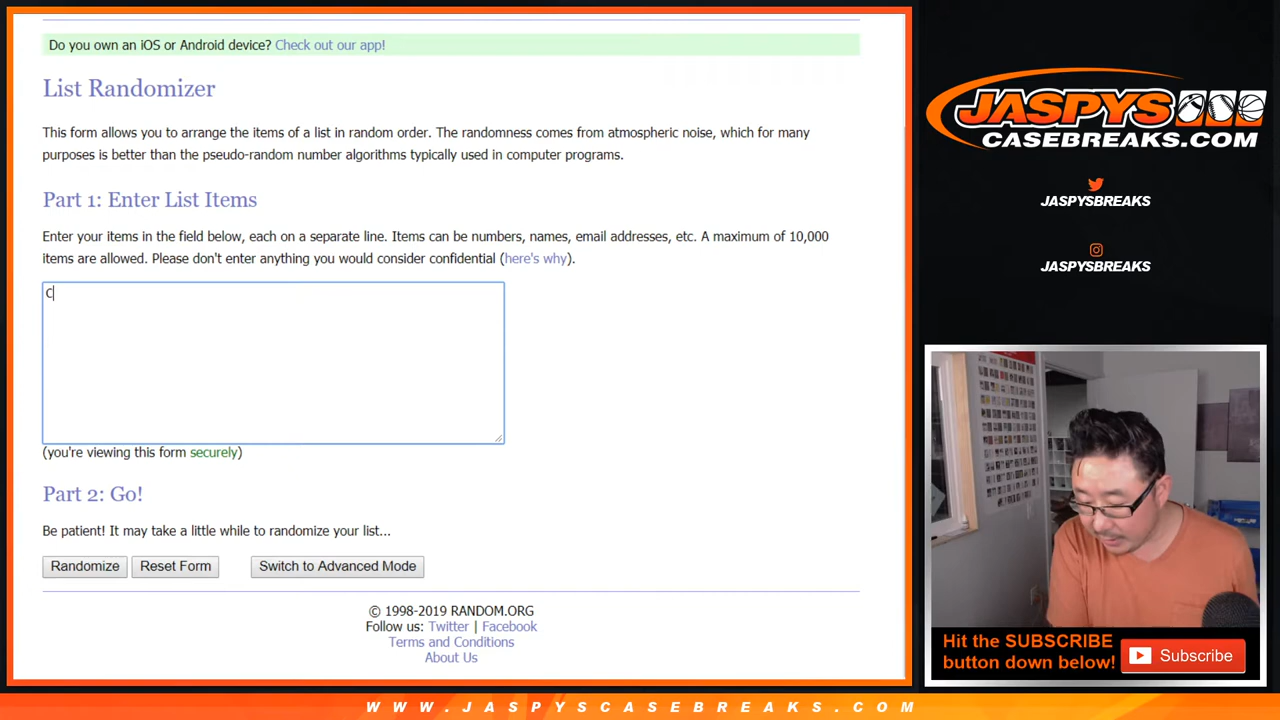 Do you own an iOS or Android device? Check out our app!
List Randomizer
This form allows you to arrange the items of a list in random order. The randomness comes from atmospheric noise, which for many
purposes is better than the pseudo-random number algorithms typically used in computer programs.
Part 1: Enter List Items
Enter your items in the field below, each on a separate line. Items can be numbers, names, email addresses, etc. A maximum of 10,000
items are allowed. Please don't enter anything you would consider confidential (here's why).
C
(you're viewing this form securely)
Part 2: Go!
Be patient! It may take a little while to randomize your list...
Randomize Reset Form Switch to Advanced Mode
© 1998-2019 RANDOM.ORG
Follow us: Twitter | Facebook
Terms and Conditions
About Us
JASPYS
CASEBREAKS.COM
JASPYSBREAKS
JASPYSBREAKS
Hit the SUBSCRIBE
button down below!
Subscribe
WWW.JASPYSCASEBREAKS.COM